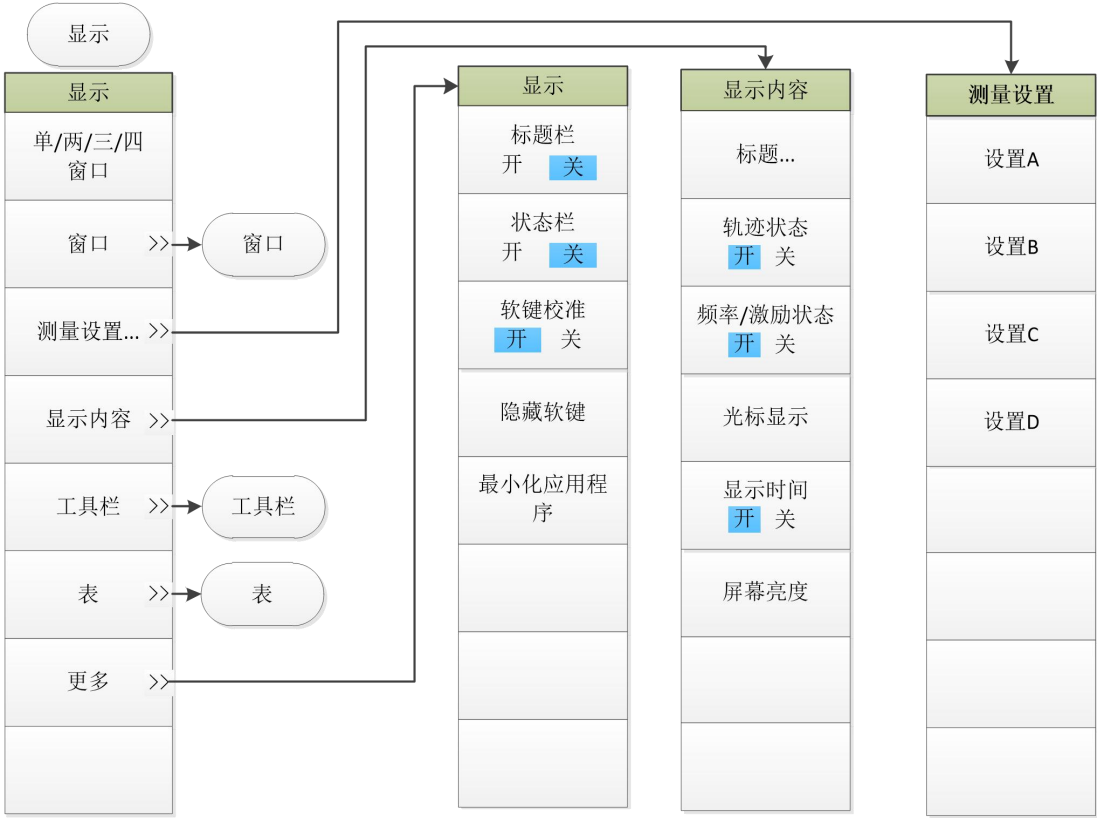 显示
显示
单/两/三/四
窗口
窗口 >>
窗口
测量设置... >>
显示内容 >>
工具栏 >>
工具栏
表 >>
表
更多 >>
显示
标题栏
开 关
状态栏
开 关
软键校准
开 关
隐藏软键
最小化应用程
序
显示内容
标题...
轨迹状态
开 关
频率/激励状态
开 关
光标显示
显示时间
开 关
屏幕亮度
测量设置
设置A
设置B
设置C
设置D